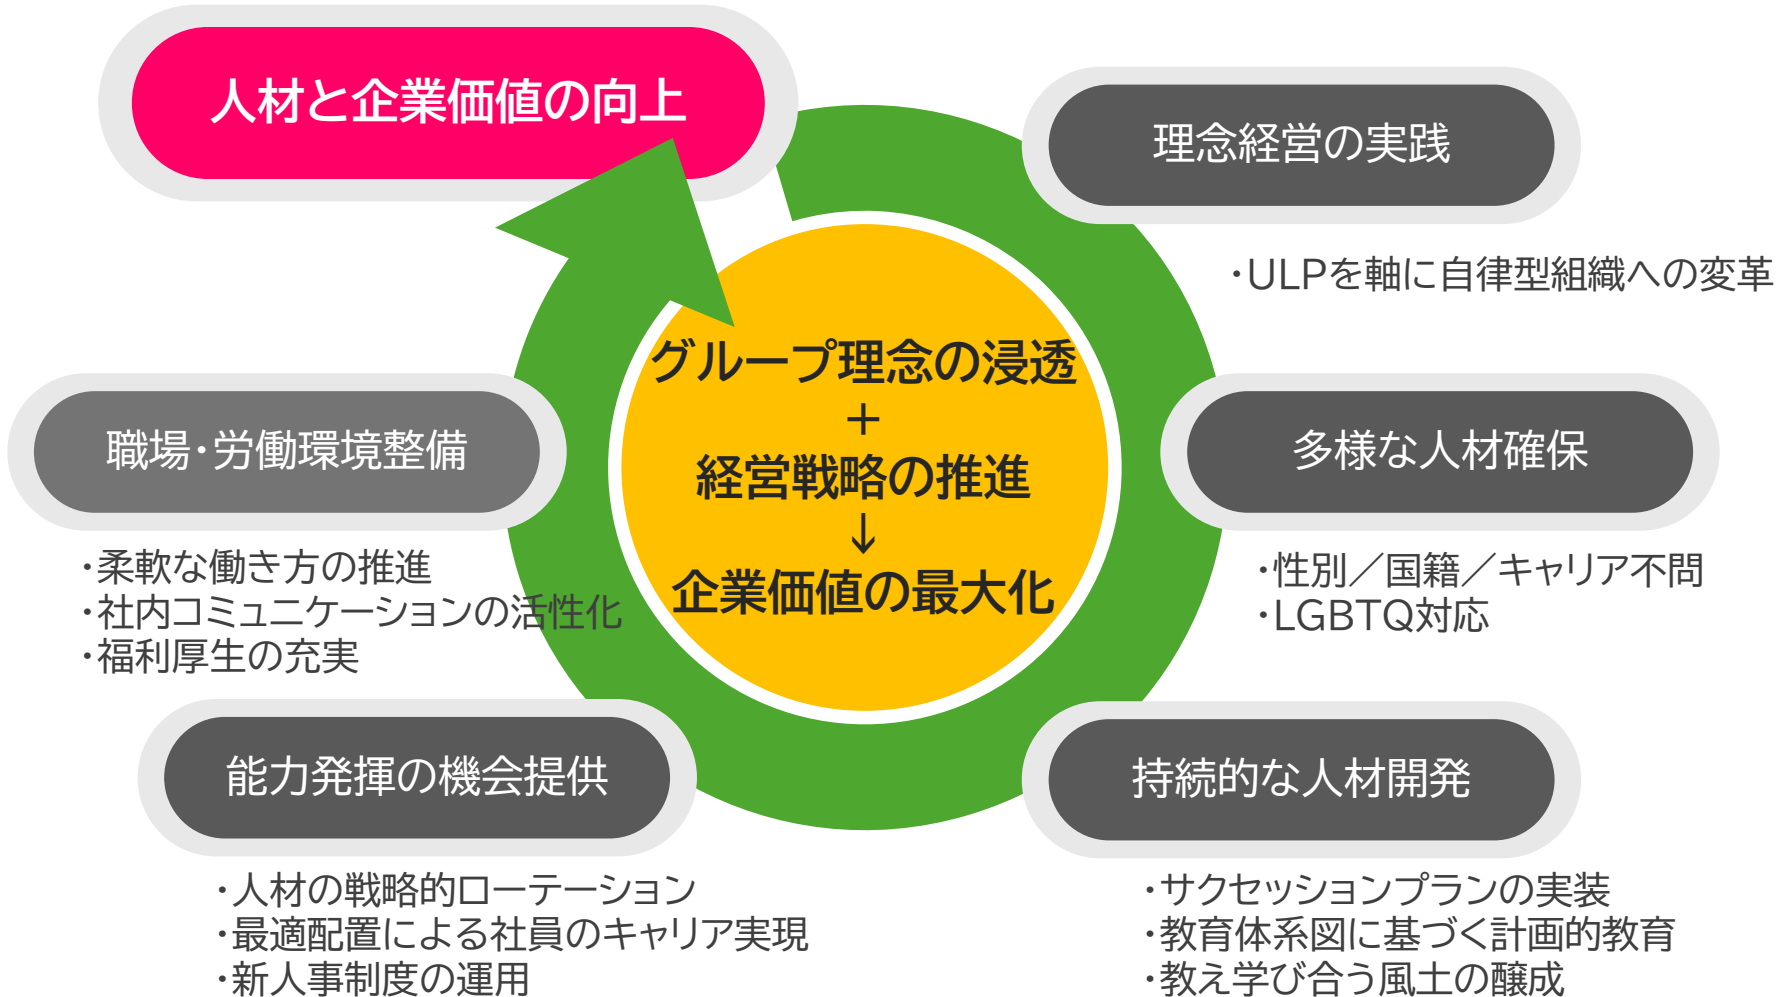 人材と企業価値の向上
理念経営の実践
・ULPを軸に自律型組織への変革
多様な人材確保
・性別／国籍／キャリア不問
・LGBTQ対応
持続的な人材開発
・サクセッションプランの実装
・教育体系図に基づく計画的教育
・教え学び合う風土の醸成
能力発揮の機会提供
・人材の戦略的ローテーション
・最適配置による社員のキャリア実現
・新人事制度の運用
職場・労働環境整備
・柔軟な働き方の推進
・社内コミュニケーションの活性化
・福利厚生の充実
グループ理念の浸透
＋
経営戦略の推進
↓
企業価値の最大化